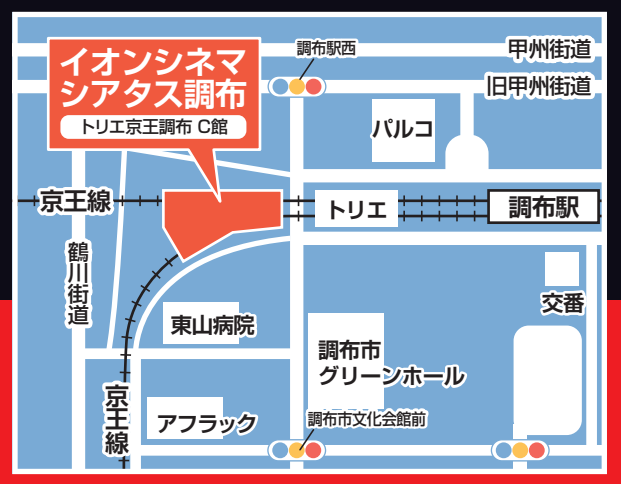 調布駅西
甲州街道
イオンシネマ
シアタス調布
トリエ京王調布 C館
旧甲州街道
パルコ
京王線
トリエ
調布駅
鶴川街道
交番
東山病院
調布市
グリーンホール
京王線
アフラック
調布市文化会館前